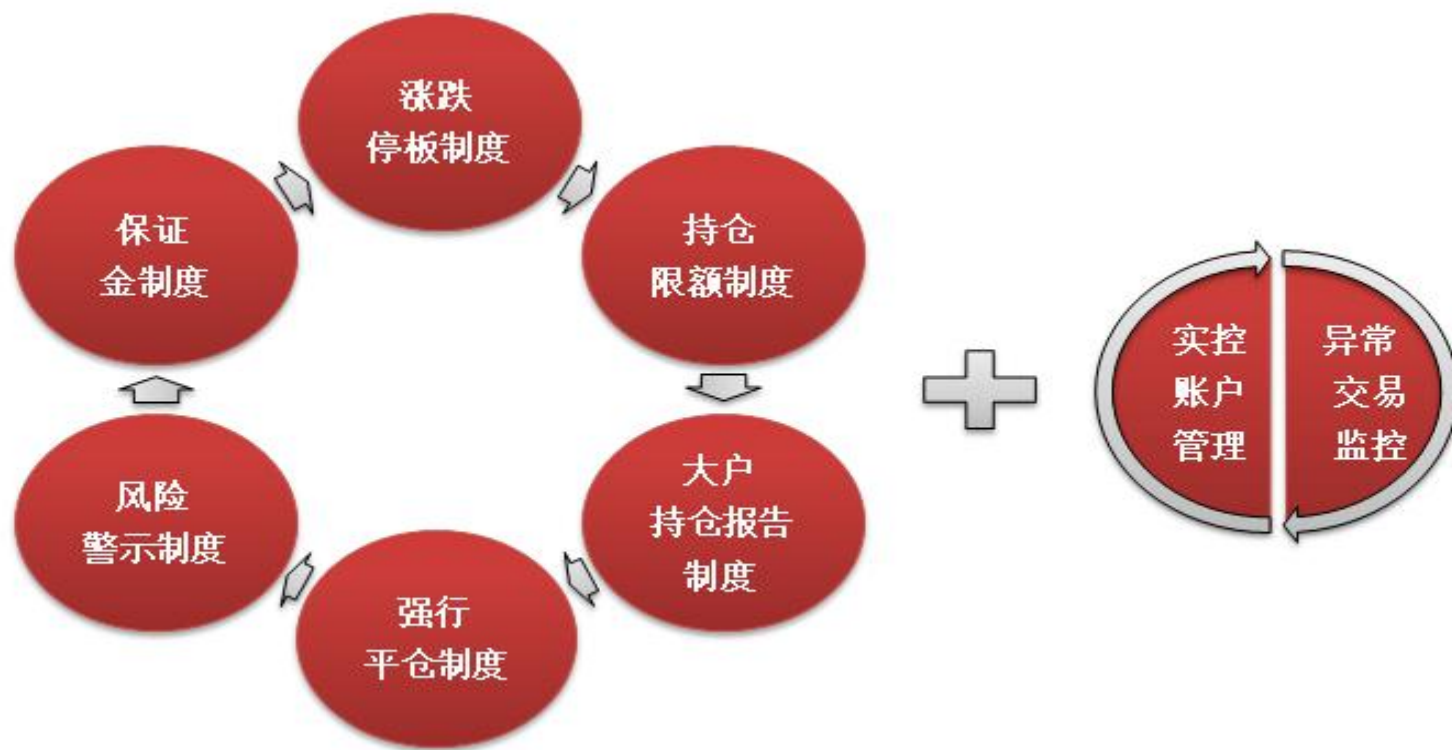 涨跌
停板制度
持仓
限额制度
大户
持仓报告
制度
强行
平仓制度
风险
警示制度
保证
金制度
实控
账户
管理
异常
交易
监控